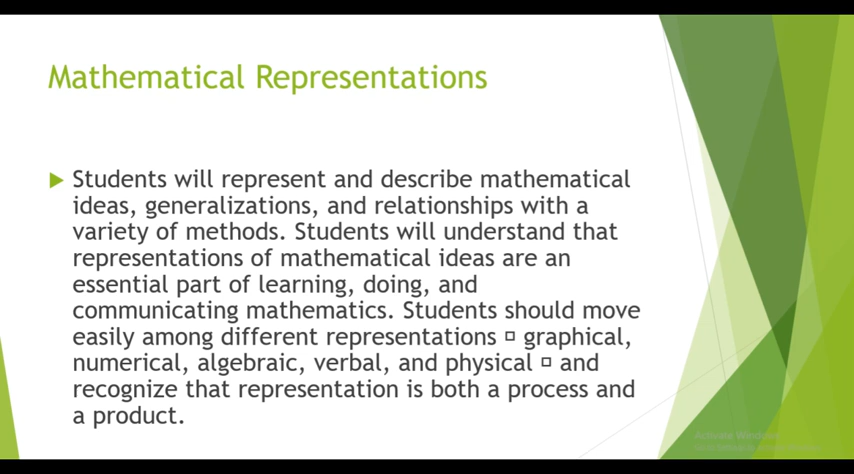 Mathematical Representations
Students will represent and describe mathematical
ideas, generalizations, and relationships with a
variety of methods. Students will understand that
representations of mathematical ideas are an
essential part of learning, doing, and
communicating mathematics. Students should move
easily among different representations □ graphical,
numerical, algebraic, verbal, and physical □ and
recognize that representation is both a process and
a product.
Activate Windows